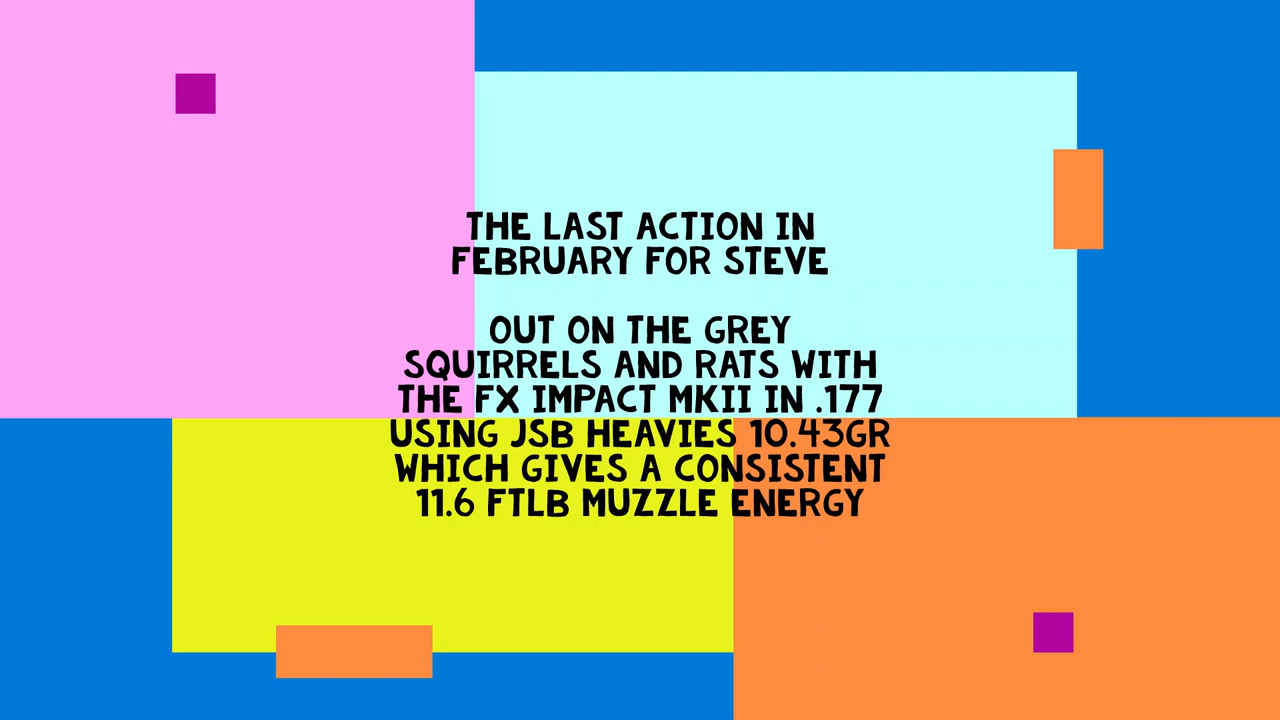 THE LAST ACTION IN
FEBRUARY FOR STEVE
OUT ON THE GREY
SQUIRRELS AND RATS WITH
THE FX IMPACT MKII IN .177
USING JSB HEAVIES 10.43GR
WHICH GIVES A CONSISTENT
11.6 FTLB MUZZLE ENERGY